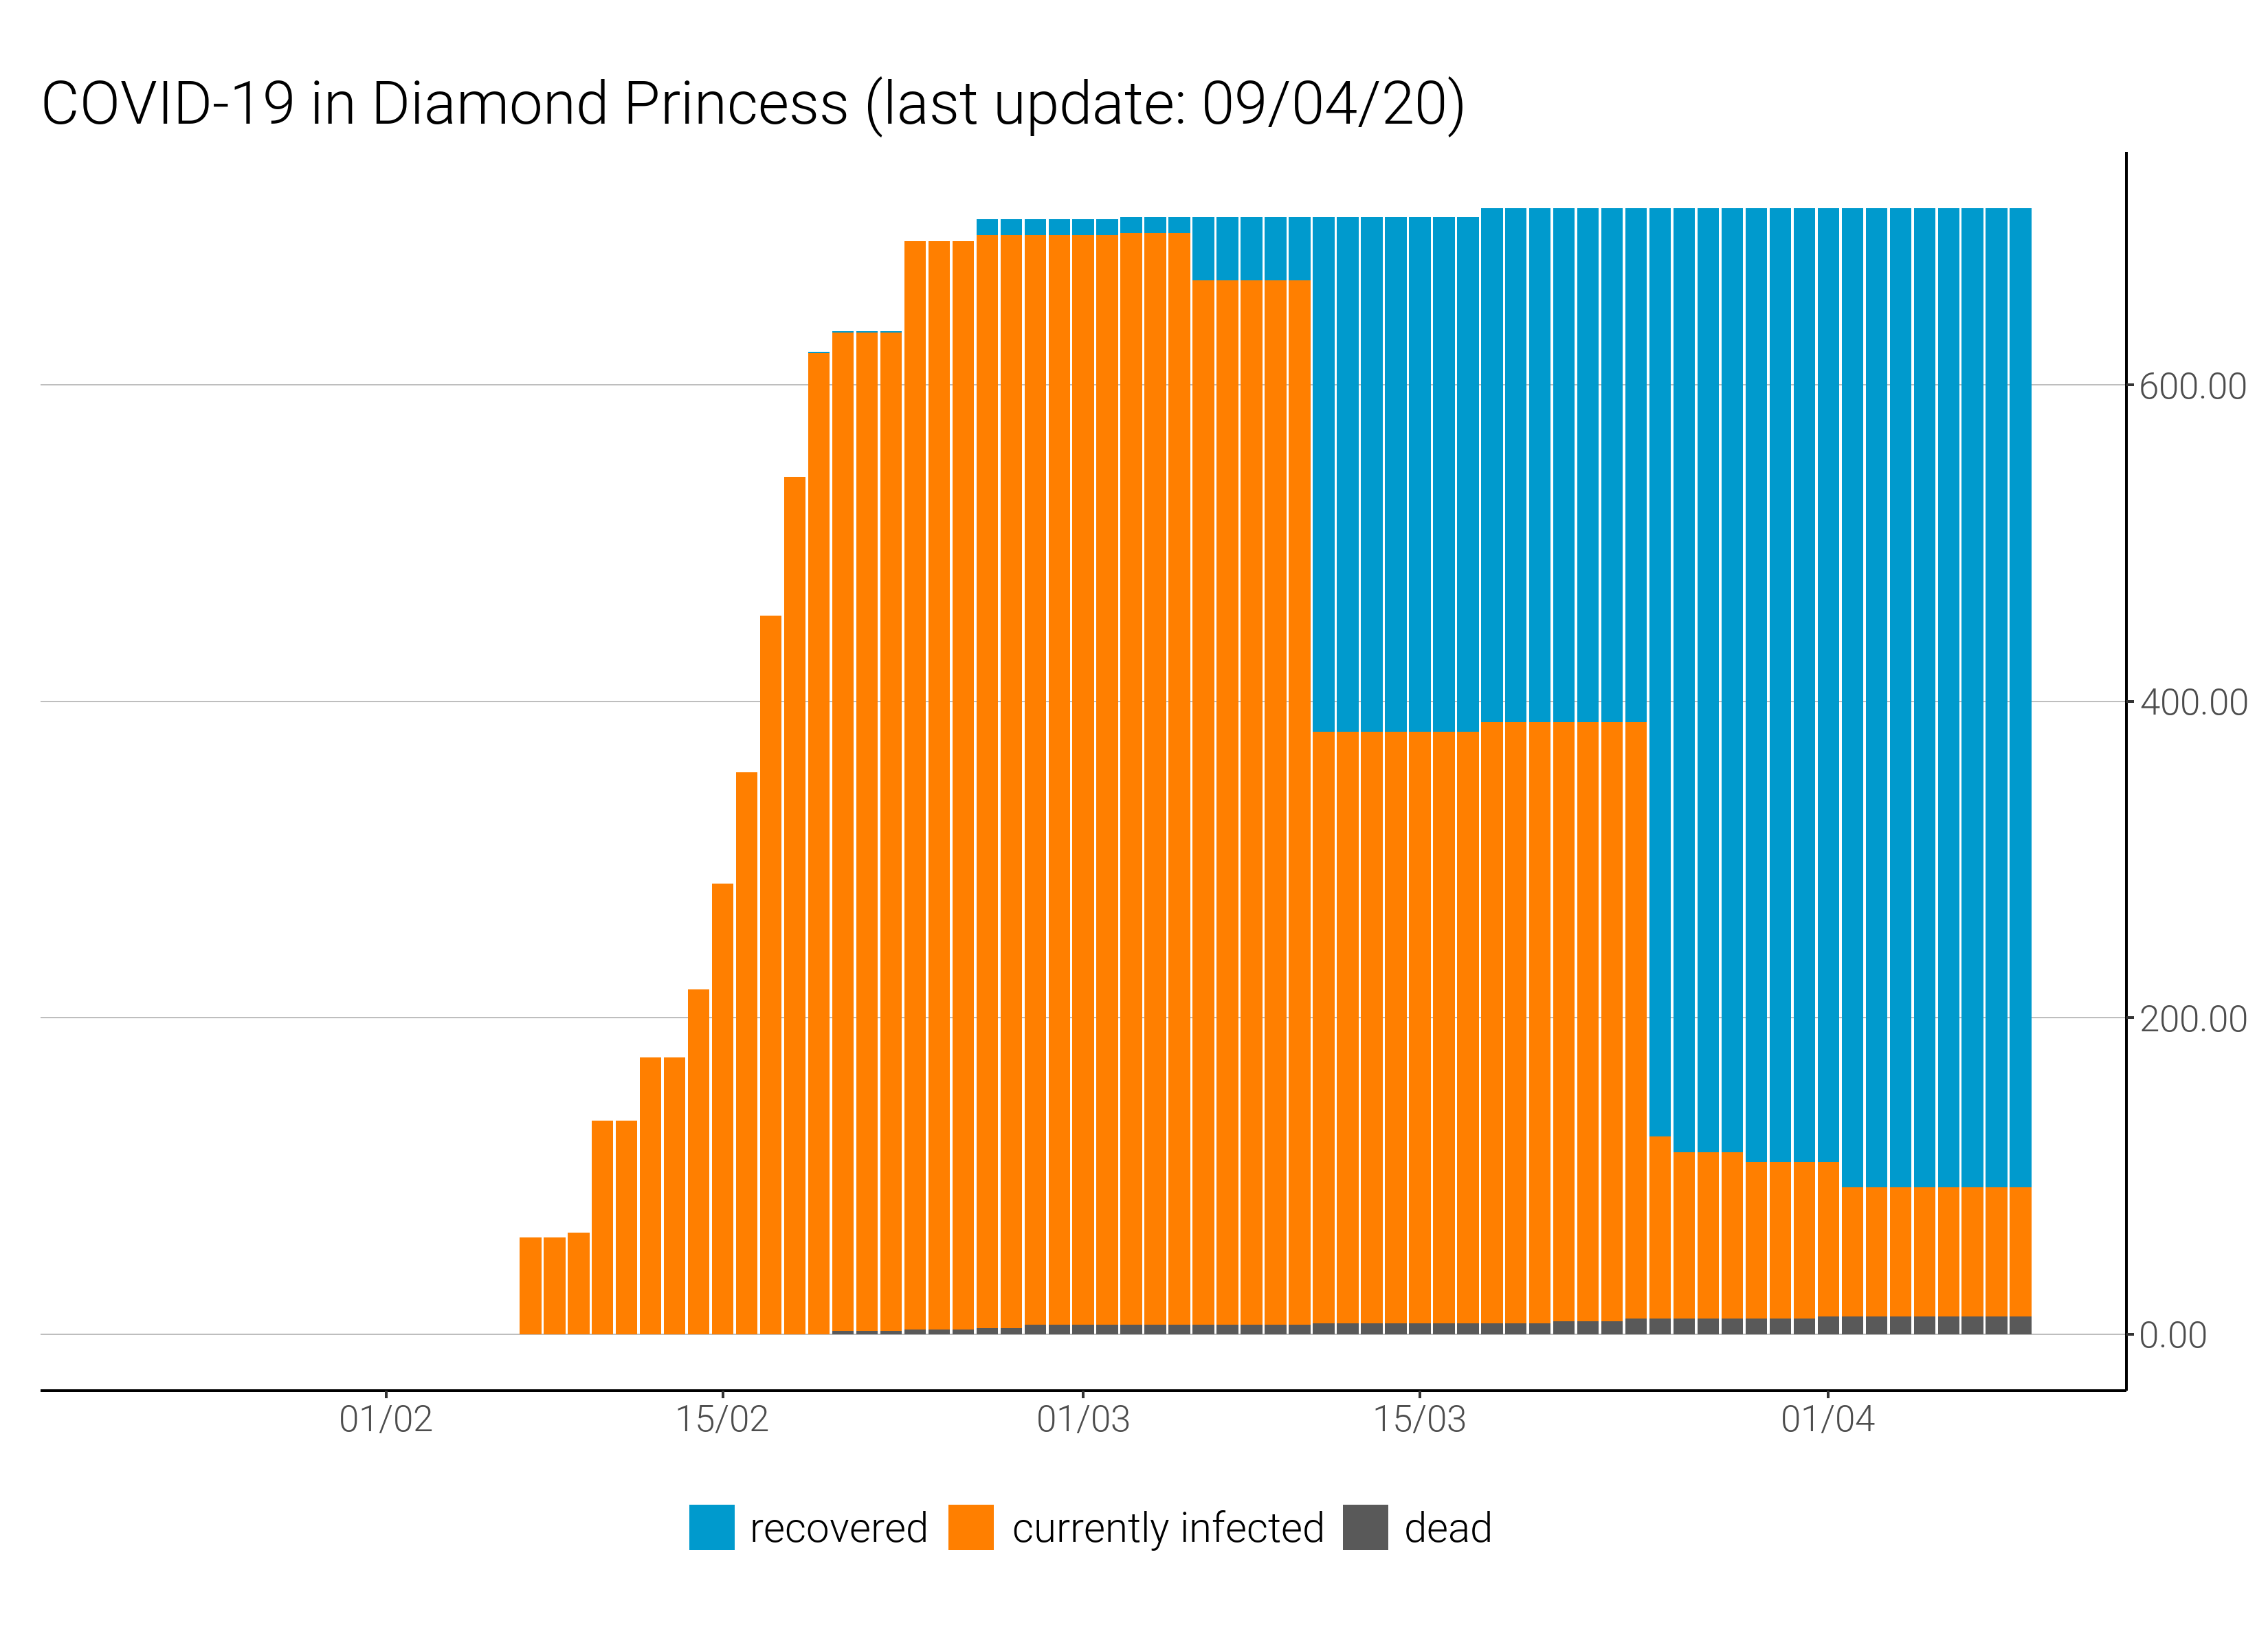 COVID-19 in Diamond Princess (last update: 09/04/20)
600.00
400.00
200.00
0.00
01/02 15/02 01/03 15/03 01/04
recovered currently infected dead